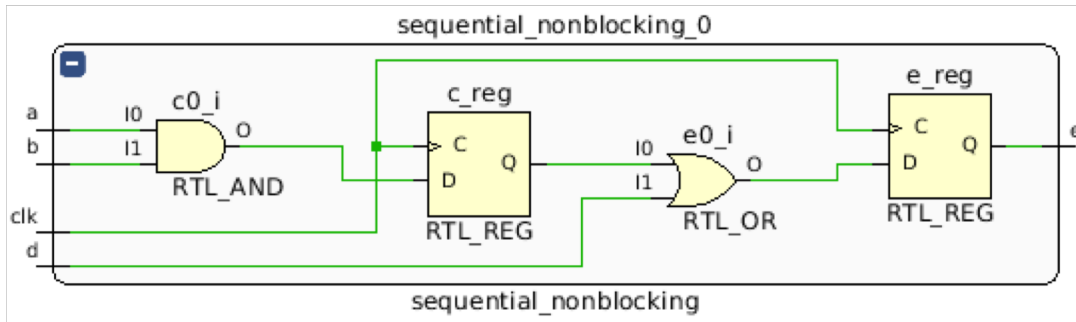 sequential_nonblocking_0
a
b
clk
d
I0
I1
c0_i
O
RTL_AND
c_reg
C
D
Q
RTL_REG
I0
I1
e0_i
O
RTL_OR
e_reg
C
D
Q
RTL_REG
e
sequential_nonblocking